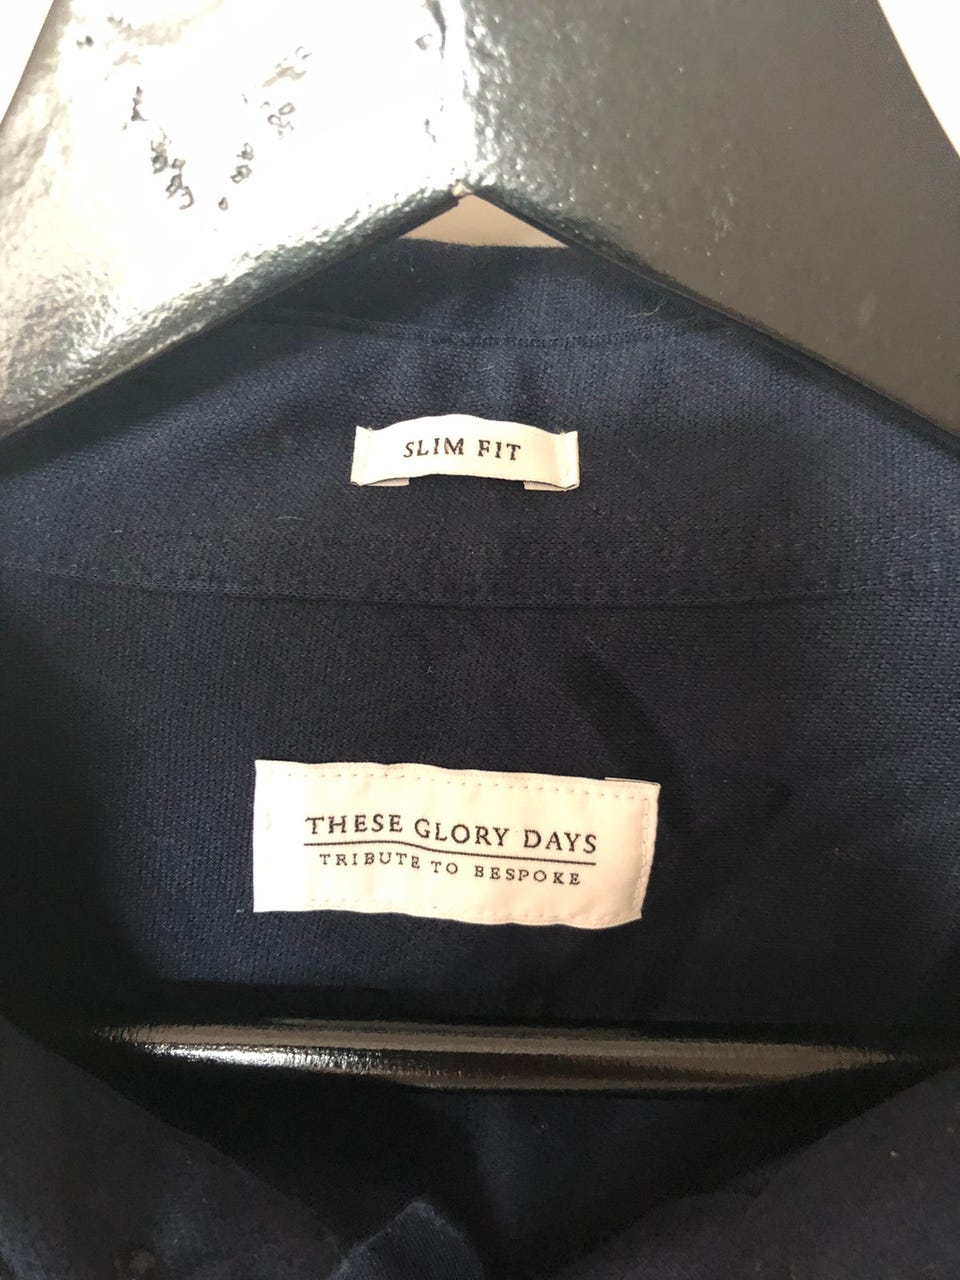 SLIM FIT
THESE GLORY DAYS
TRIBUTE TO BESPOKE